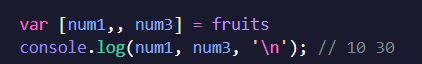 var [num1,, num3] = fruits
console.log(num1, num3, '\n'); // 10 30